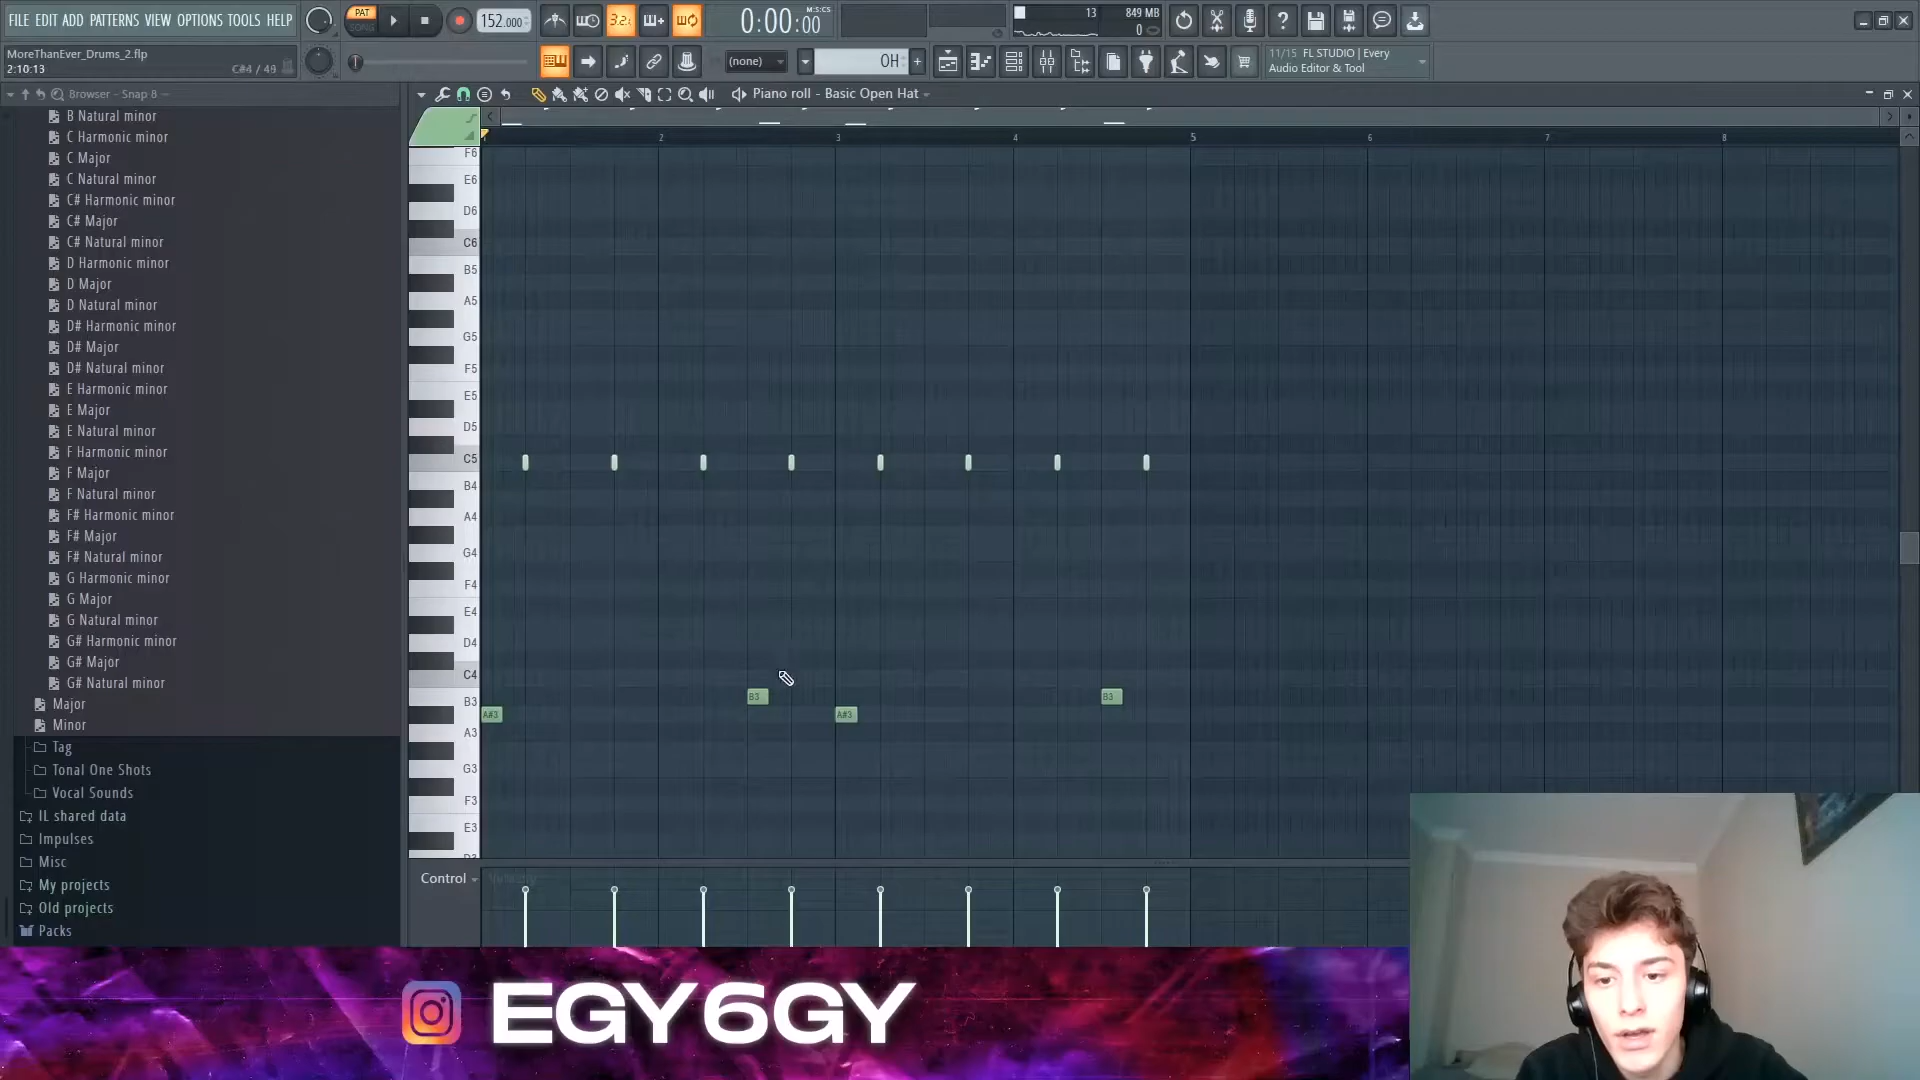 FILE EDIT ADD PATTERNS VIEW OPTIONS TOOLS HELP
PAT
SONG
152.000
3.2.
0:00:00
M:S:CS
13
849 MB
0
MoreThanEver_Drums_2.flp
2:10:13
C#4 / 49
(none)
OH
11/15 FL STUDIO | Every
Audio Editor & Tool
Browser - Snap 8
Piano roll - Basic Open Hat
B Natural minor
C Harmonic minor
C Major
C Natural minor
C# Harmonic minor
C# Major
C# Natural minor
D Harmonic minor
D Major
D Natural minor
D# Harmonic minor
D# Major
D# Natural minor
E Harmonic minor
E Major
E Natural minor
F Harmonic minor
F Major
F Natural minor
F# Harmonic minor
F# Major
F# Natural minor
G Harmonic minor
G Major
G Natural minor
G# Harmonic minor
G# Major
G# Natural minor
Major
Minor
Tag
Tonal One Shots
Vocal Sounds
IL shared data
Impulses
Misc
My projects
Old projects
Packs
2 3 4 5 6 7 8
F6
E6
D6
C6
B5
A5
G5
F5
E5
D5
C5
B4
A4
G4
F4
E4
D4
C4
B3
A3
G3
F3
E3
D3
B3 B3
A#3 A#3
Control
Velocity
EGY6GY